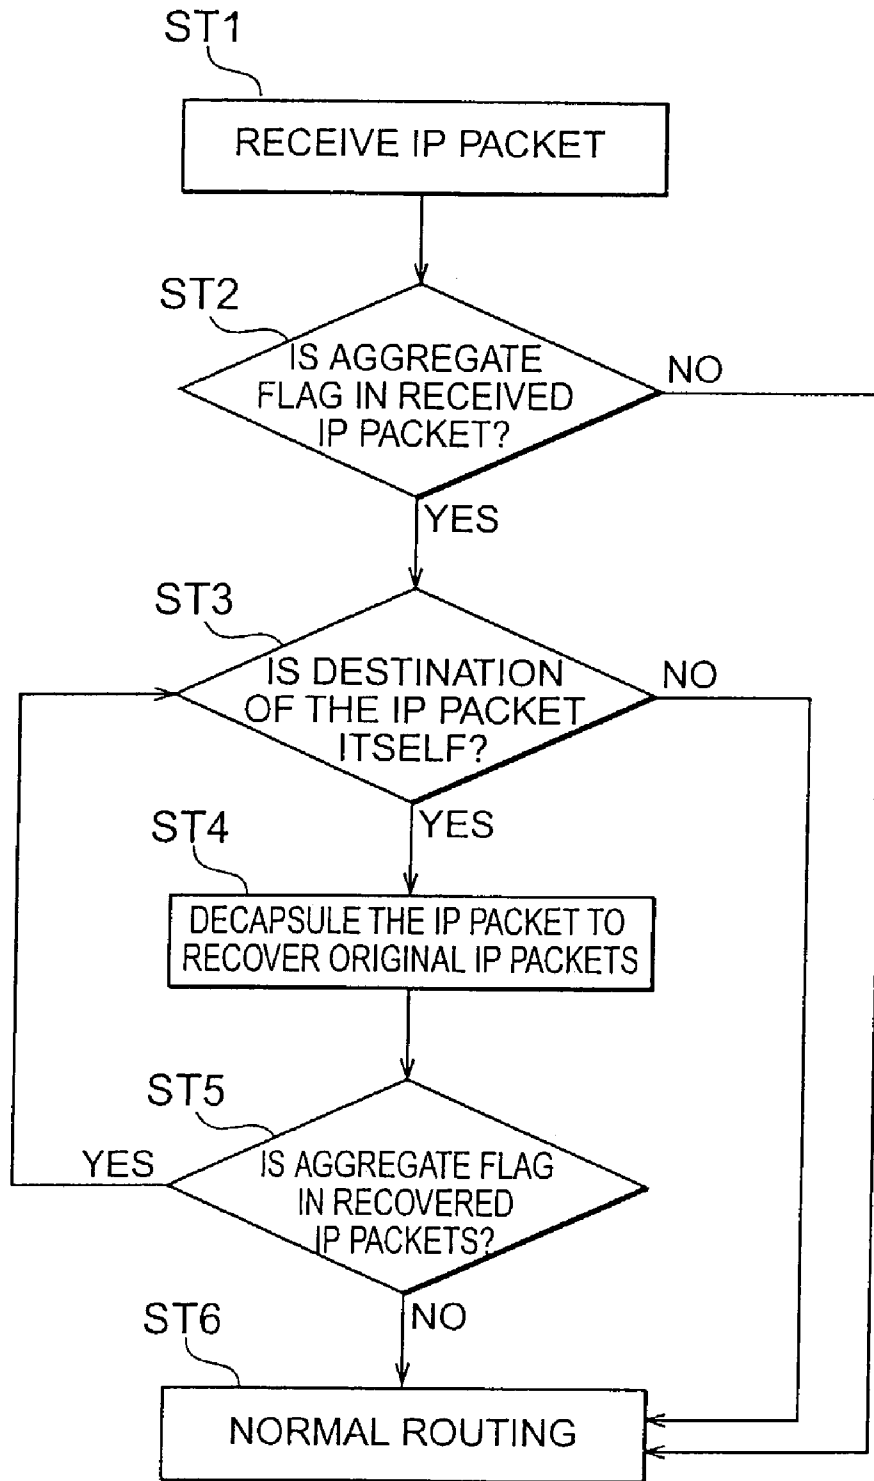 ST1
RECEIVE IP PACKET
ST2
IS AGGREGATE
FLAG IN RECEIVED
IP PACKET?
NO
YES
ST3
IS DESTINATION
OF THE IP PACKET
ITSELF?
NO
YES
ST4
DECAPSULE THE IP PACKET TO
RECOVER ORIGINAL IP PACKETS
ST5
YES
IS AGGREGATE FLAG
IN RECOVERED
IP PACKETS?
NO
ST6
NORMAL ROUTING